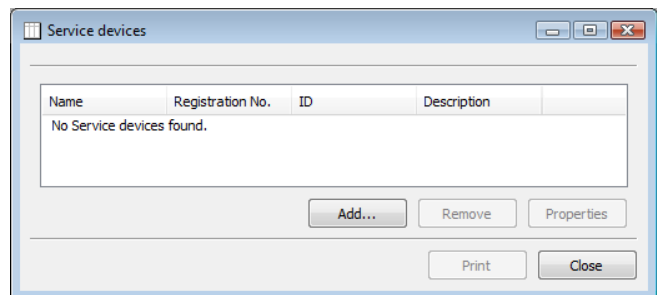 Service devices
Name Registration No. ID Description
No Service devices found.
Add... Remove Properties
Print Close